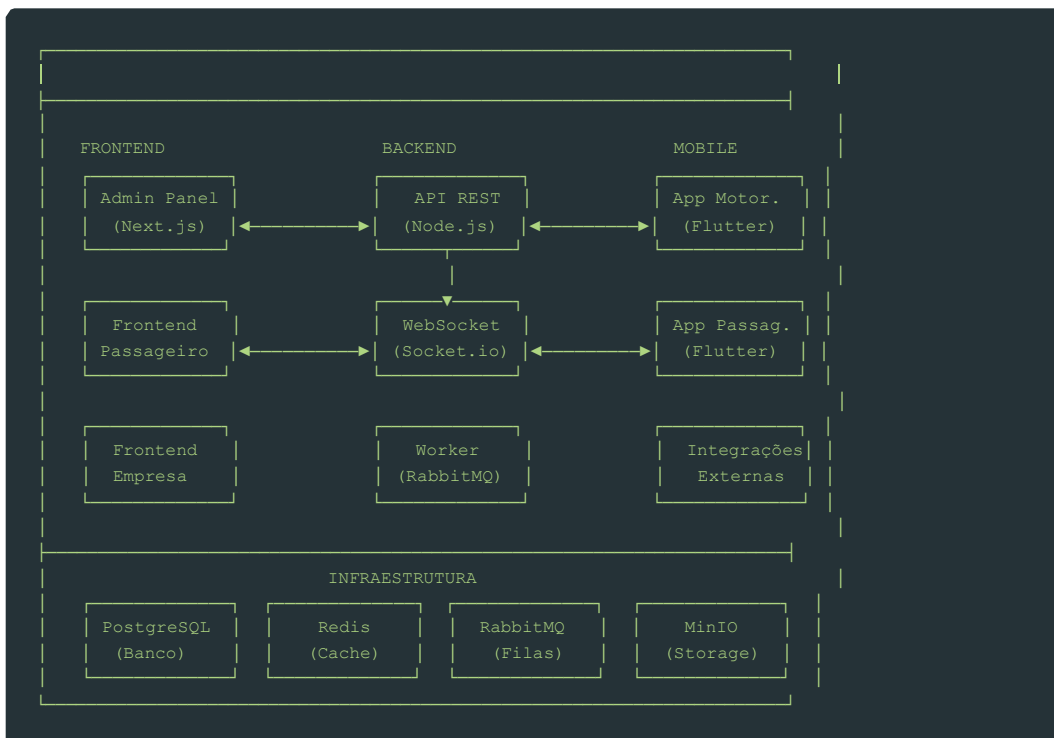 FRONTEND BACKEND MOBILE
Admin Panel API REST App Motor.
(Next.js) (Node.js) (Flutter)
Frontend WebSocket App Passag.
Passageiro (Socket.io) (Flutter)
Frontend Worker Integrações
Empresa (RabbitMQ) Externas
INFRAESTRUTURA
PostgreSQL Redis RabbitMQ MinIO
(Banco) (Cache) (Filas) (Storage)